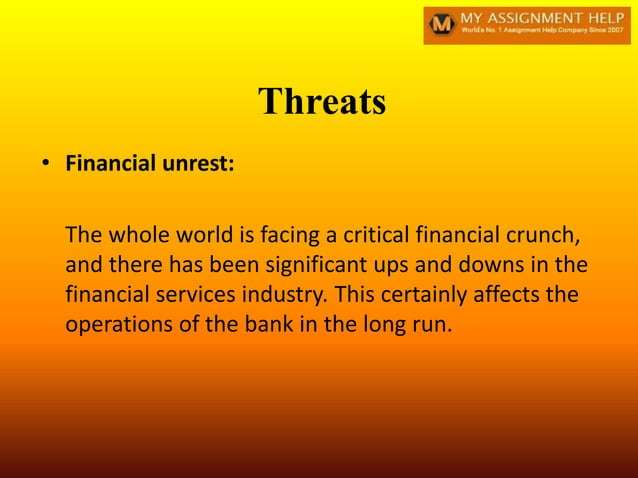 MY ASSIGNMENT HELP
World's No. 1 Assignment Help Company Since 2007
Threats
• Financial unrest:
The whole world is facing a critical financial crunch,
and there has been significant ups and downs in the
financial services industry. This certainly affects the
operations of the bank in the long run.